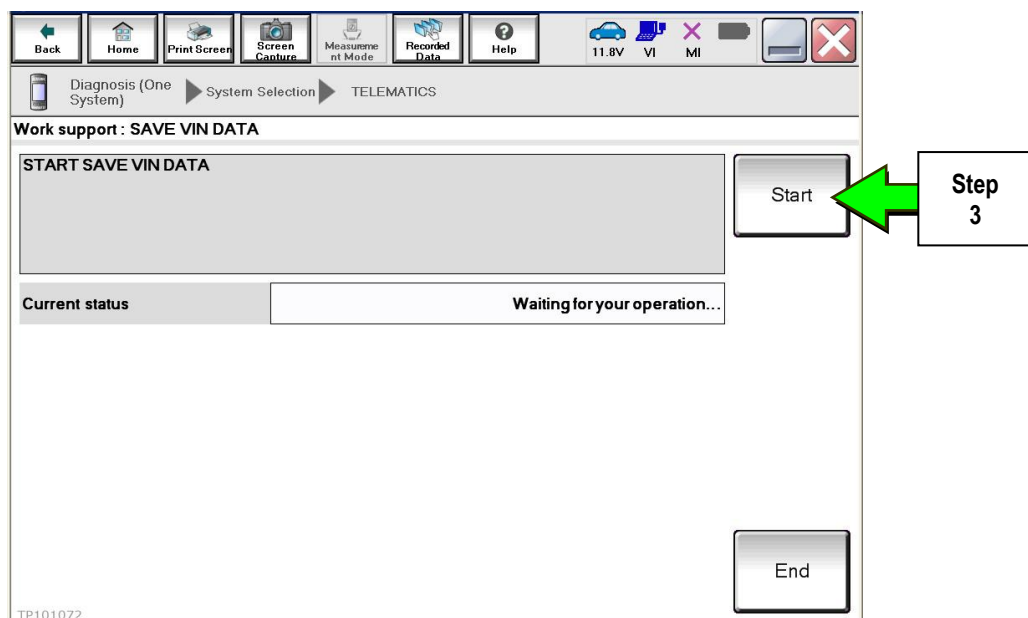 Back
Home
Print Screen
Screen
Capture
Measureme
nt Mode
Recorded
Data
Help
11.8V
VI
MI
Diagnosis (One
System)
System Selection
TELEMATICS
Work support : SAVE VIN DATA
START SAVE VIN DATA
Start
Step
3
Current status
Waiting for your operation...
End
TP101072